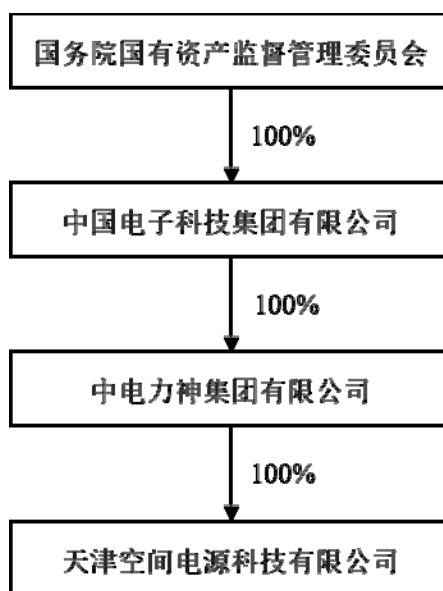 国务院国有资产监督管理委员会
100%
中国电子科技集团有限公司
100%
中电力神集团有限公司
100%
天津空间电源科技有限公司